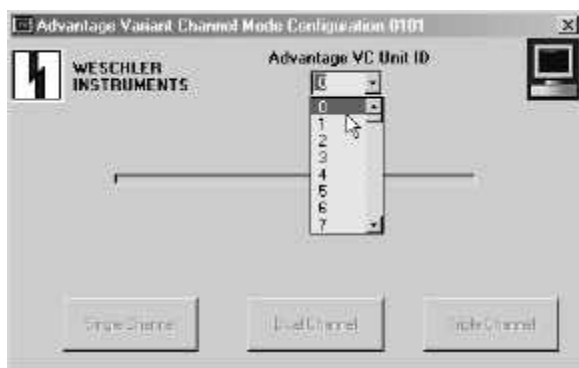 Advantage Variant Channel Mode Configuration 0101
WESCHLER
INSTRUMENTS
Advantage VC Unit ID
0
0
1
2
3
4
5
6
7
Single Channel
Dual Channel
Triple Channel